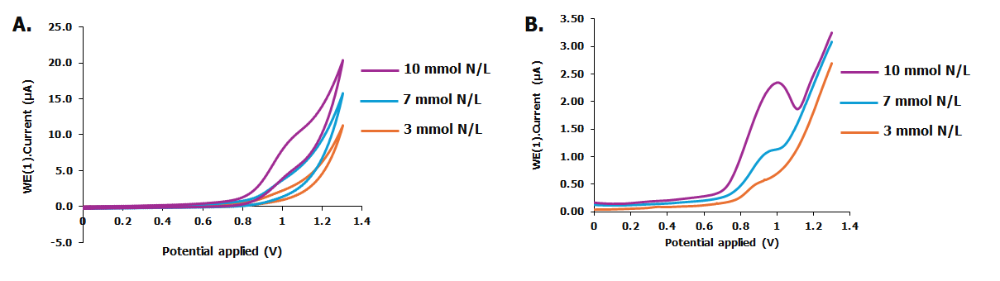 A.
25.0
20.0
15.0
10.0
5.0
0.0
-5.0
0 0.2 0.4 0.6 0.8 1 1.2 1.4
WE(1).Current (µA)
Potential applied (V)
10 mmol N/L
7 mmol N/L
3 mmol N/L
B.
3.50
3.00
2.50
2.00
1.50
1.00
0.50
0.00
0 0.2 0.4 0.6 0.8 1 1.2 1.4
WE(1).Current (µA)
Potential applied (V)
10 mmol N/L
7 mmol N/L
3 mmol N/L